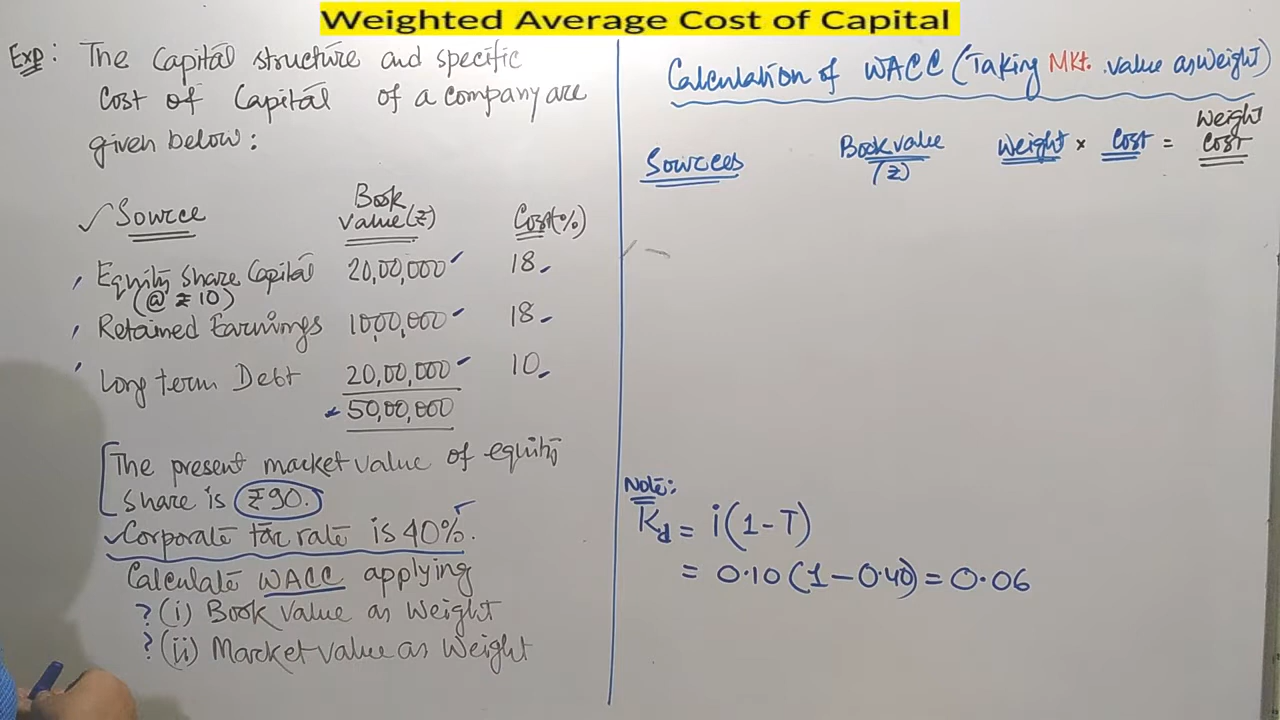 Weighted Average Cost of Capital
Exp: The Capital structure and specific
Cost of Capital of a company are
given below:
✓ Source Book Value(₹) Cost(%)
Equity Share Capital 20,00,000 18
(@ ₹10)
Retained Earnings 10,00,000 18
Long term Debt 20,00,000 10
50,00,000
The present market value of equity
Share is ₹90.
✓Corporate tax rate is 40%.
Calculate WACC applying
? (i) Book Value as Weight
? (ii) Market value as Weight
Calculation of WACC (Taking Mkt. value as weight)
Sources Book value (₹) Weight × Cost = Weight Cost
Note:
Kd = i(1-T)
= 0.10(1-0.40) = 0.06